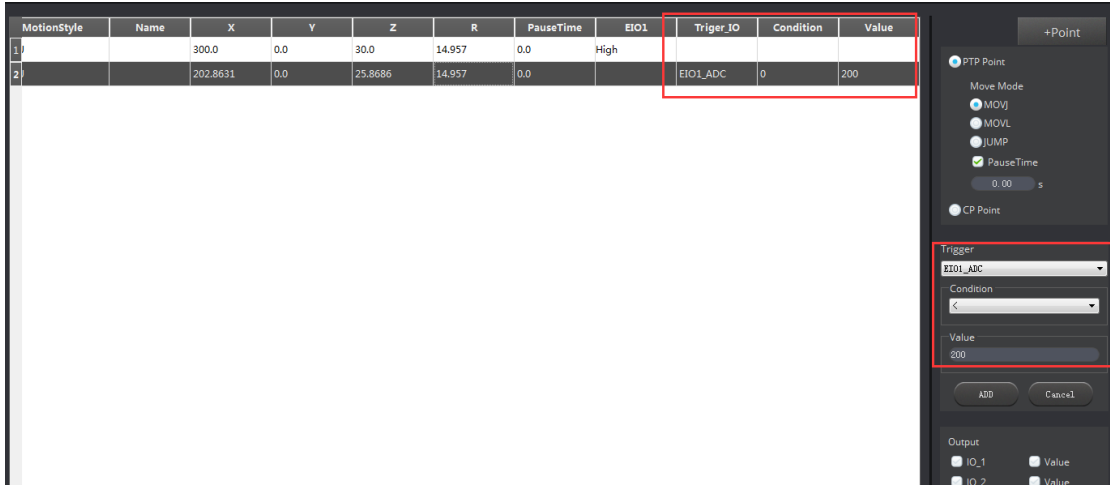 MotionStyle Name X Y Z R PauseTime EIO1 Triger_IO Condition Value
1 J 300.0 0.0 30.0 14.957 0.0 High
2 J 202.8631 0.0 25.8686 14.957 0.0 EIO1_ADC 0 200
+Point
PTP Point
Move Mode
MOVJ
MOVL
JUMP
PauseTime
0.00 s
CP Point
Trigger
EIO1_ADC
Condition
<
Value
200
ADD Cancel
Output
IO_1 Value
IO_2 Value